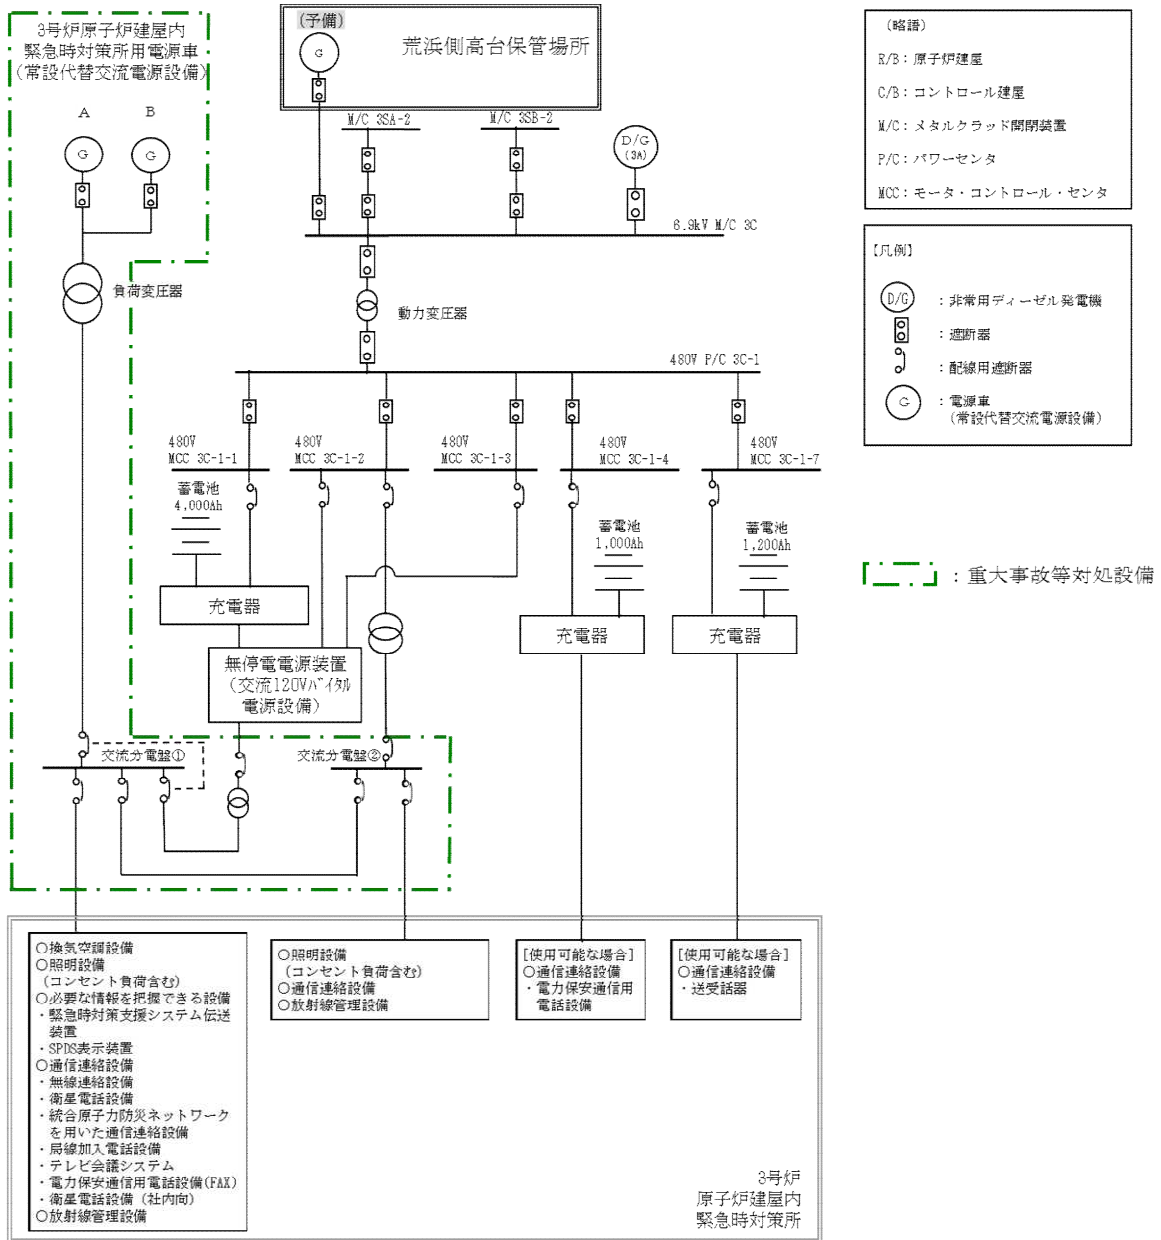 3号炉原子炉建屋内
緊急時対策所用電源車
(常設代替交流電源設備)
A
B
G
G
負荷変圧器
(予備)
G
荒浜側高台保管場所
M/C 3SA-2
M/C 3SB-2
D/G
(3A)
6.9kV M/C 3C
動力変圧器
480V P/C 3C-1
480V
MCC 3C-1-1
480V
MCC 3C-1-2
480V
MCC 3C-1-3
480V
MCC 3C-1-4
480V
MCC 3C-1-7
蓄電池
4,000Ah
蓄電池
1,000Ah
蓄電池
1,200Ah
充電器
充電器
充電器
無停電電源装置
(交流120Vバイタル
電源設備)
交流分電盤①
交流分電盤②
(略語)
R/B:原子炉建屋
C/B:コントロール建屋
M/C:メタルクラッド開閉装置
P/C:パワーセンタ
MCC:モータ・コントロール・センタ
【凡例】
D/G
:非常用ディーゼル発電機
:遮断器
:配線用遮断器
G
:電源車
(常設代替交流電源設備)
:重大事故等対処設備
○換気空調設備
○照明設備
(コンセント負荷含む)
○必要な情報を把握できる設備
・緊急時対策支援システム伝送
装置
・SPDS表示装置
○通信連絡設備
・無線連絡設備
・衛星電話設備
・統合原子力防災ネットワーク
を用いた通信連絡設備
・局線加入電話設備
・テレビ会議システム
・電力保安通信用電話設備(FAX)
・衛星電話設備(社内向)
○放射線管理設備
○照明設備
(コンセント負荷含む)
○通信連絡設備
○放射線管理設備
[使用可能な場合]
○通信連絡設備
・電力保安通信用
電話設備
[使用可能な場合]
○通信連絡設備
・送受話器
3号炉
原子炉建屋内
緊急時対策所